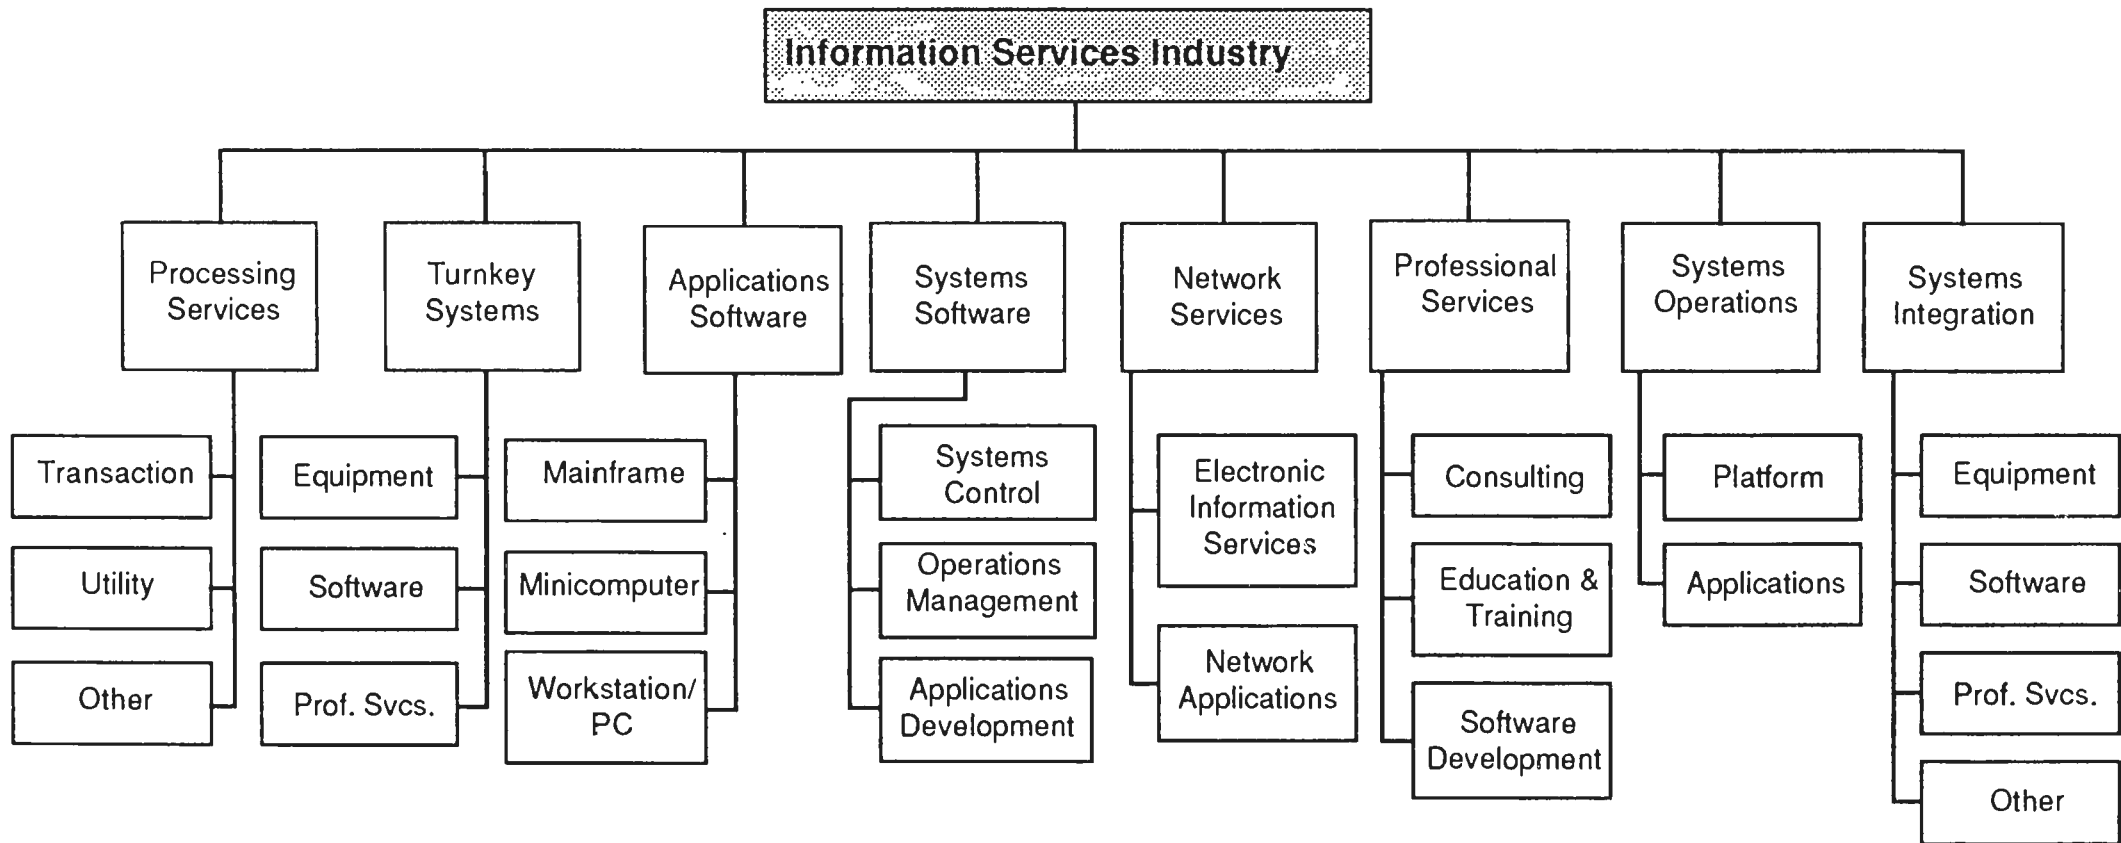 Information Services Industry
Processing
Services
Turnkey
Systems
Applications
Software
Systems
Software
Network
Services
Professional
Services
Systems
Operations
Systems
Integration
Transaction
Utility
Other
Equipment
Software
Prof. Svcs.
Mainframe
Minicomputer
Workstation/
PC
Systems
Control
Operations
Management
Applications
Development
Electronic
Information
Services
Network
Applications
Consulting
Education &
Training
Software
Development
Platform
Applications
Equipment
Software
Prof. Svcs.
Other